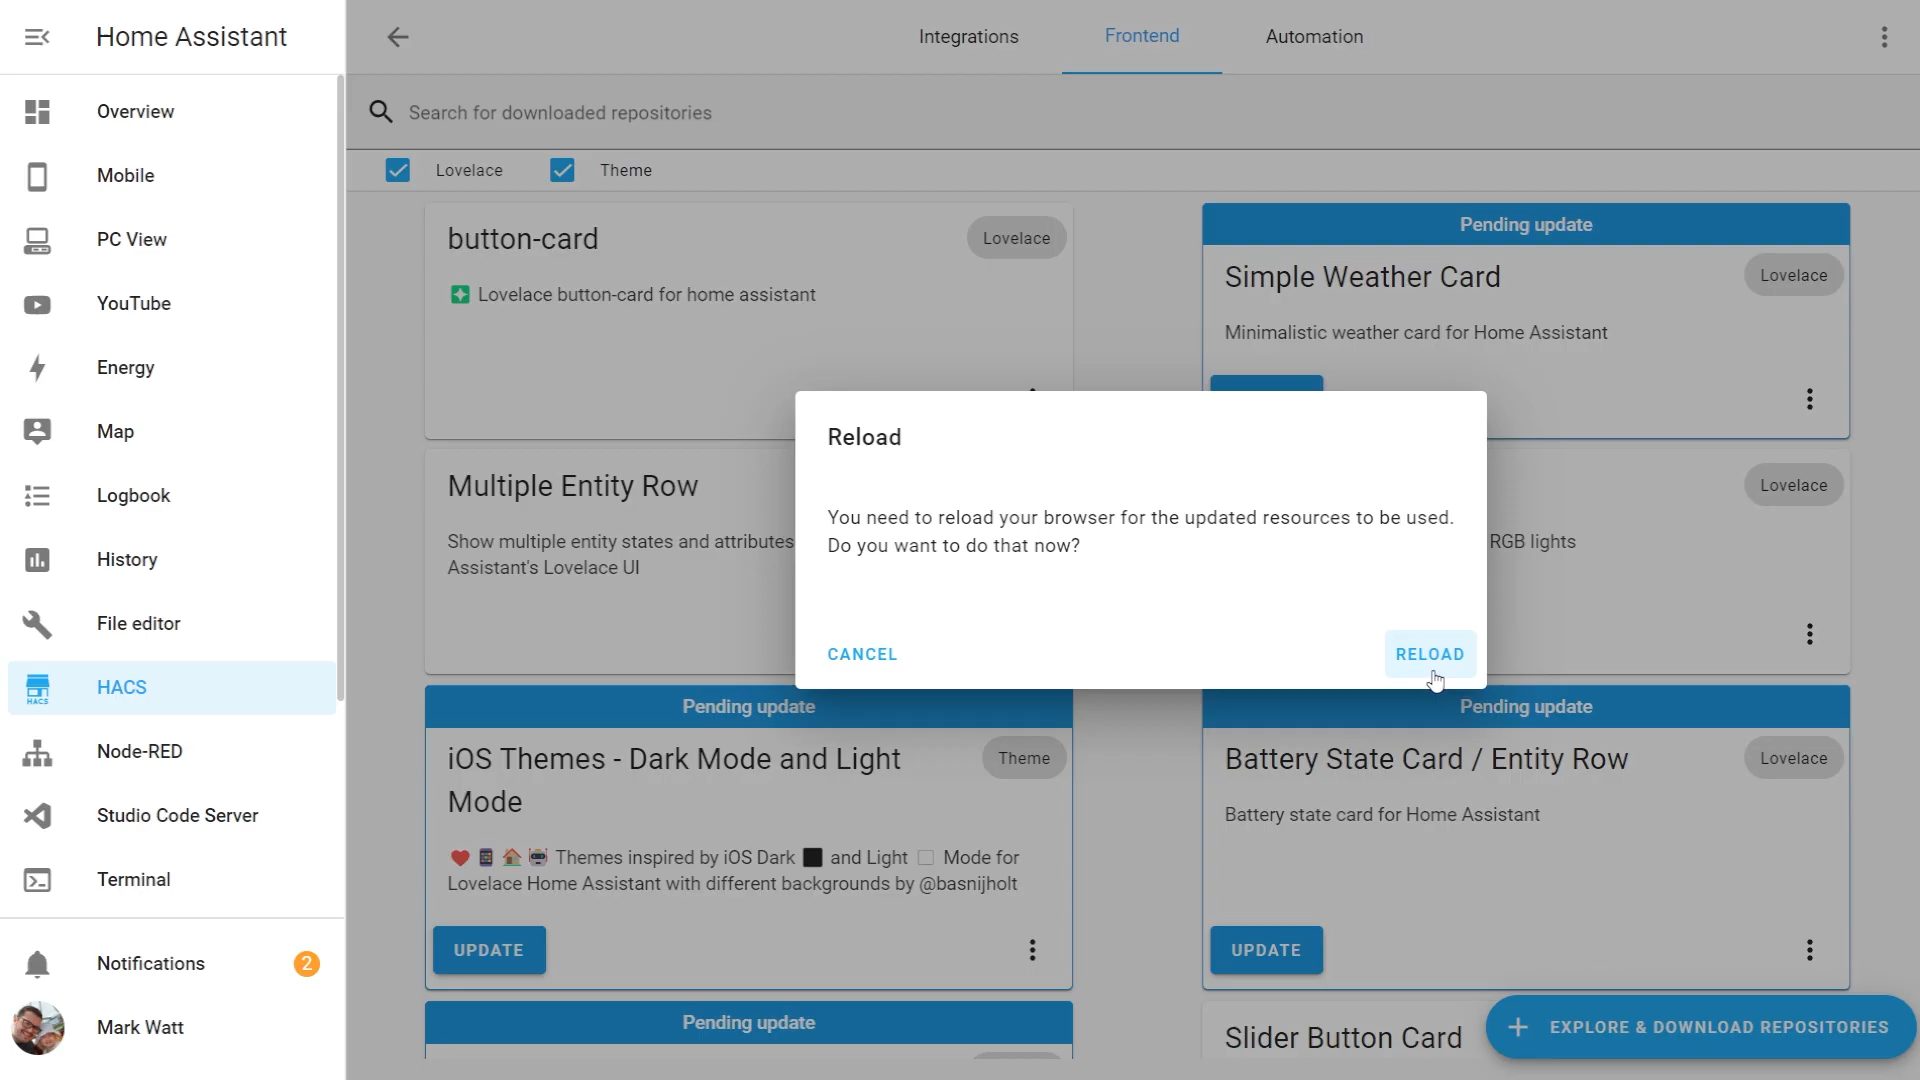 Home Assistant
Integrations
Frontend
Automation
Search for downloaded repositories
Lovelace
Theme
Overview
Mobile
PC View
YouTube
Energy
Map
Logbook
History
File editor
HACS
HACS
Node-RED
Studio Code Server
Terminal
Notifications
2
Mark Watt
button-card
Lovelace
Lovelace button-card for home assistant
Pending update
Simple Weather Card
Lovelace
Minimalistic weather card for Home Assistant
Multiple Entity Row
Show multiple entity states and attributes
Assistant's Lovelace UI
Lovelace
RGB lights
Reload
You need to reload your browser for the updated resources to be used.
Do you want to do that now?
CANCEL
RELOAD
Pending update
iOS Themes - Dark Mode and Light
Mode
Theme
Themes inspired by iOS Dark and Light Mode for
Lovelace Home Assistant with different backgrounds by @basnijholt
UPDATE
Pending update
Battery State Card / Entity Row
Lovelace
Battery state card for Home Assistant
UPDATE
Pending update
Slider Button Card
EXPLORE & DOWNLOAD REPOSITORIES